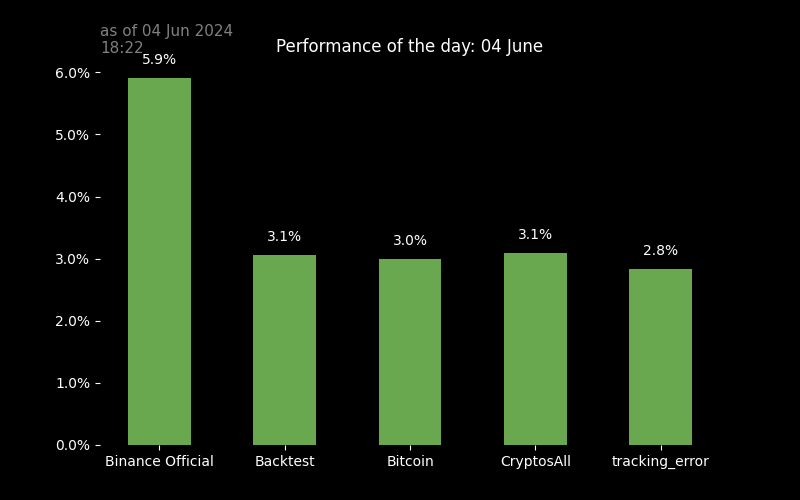 as of 04 Jun 2024
18:22
Performance of the day: 04 June
6.0%
5.0%
4.0%
3.0%
2.0%
1.0%
0.0%
5.9%
3.1%
3.0%
3.1%
2.8%
Binance Official
Backtest
Bitcoin
CryptosAll
tracking_error